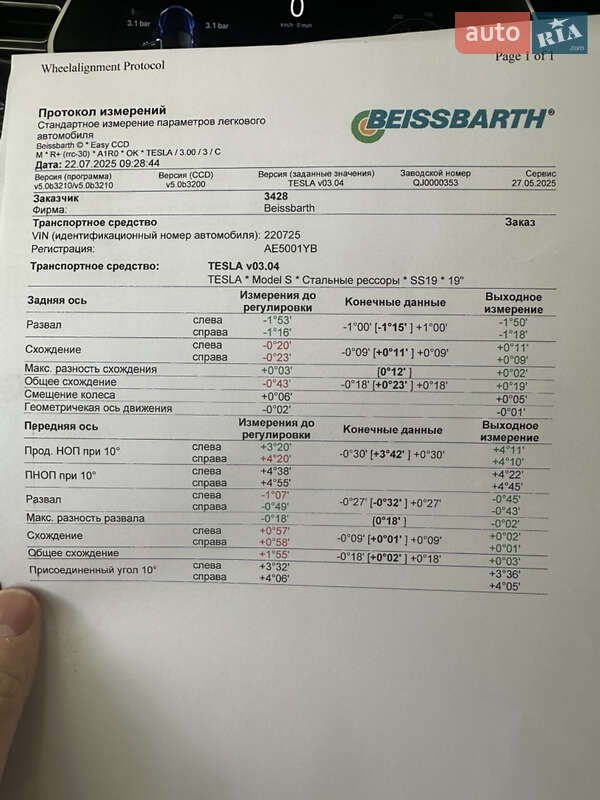 0
3.1 bar
3.1 bar
km/h · 0 mph
auto RIA .com
Wheelalignment Protocol Page 1 of 1
Протокол измерений
Стандартное измерение параметров легкового
автомобиля
BEISSBARTH®
Beissbarth © * Easy CCD
M * R+ (rrc-30) * A1R0 * OK * TESLA / 3.00 / 3 / C
Дата: 22.07.2025 09:28:44
Версия (программа) Версия (CCD) Версия (заданные значения) Заводской номер Сервис
v5.0b3210/v5.0b3210 v5.0b3200 TESLA v03.04 QJ0000353 27.05.2025
Заказчик 3428
Фирма: Beissbarth
Транспортное средство Заказ
VIN (идентификационный номер автомобиля): 220725
Регистрация: AE5001YB
Транспортное средство: TESLA v03.04
TESLA * Model S * Стальные рессоры * SS19 * 19"
Задняя ось Измерения до регулировки Конечные данные Выходное измерение
Развал слева -1°53' -1°00' [-1°15' ] +1°00' -1°50'
справа -1°16' -1°18'
Схождение слева -0°20' -0°09' [+0°11' ] +0°09' +0°11'
справа -0°23' +0°09'
Макс. разность схождения +0°03' [0°12' ] +0°02'
Общее схождение -0°43' -0°18' [+0°23' ] +0°18' +0°19'
Смещение колеса +0°06' +0°05'
Геометричекая ось движения -0°02' -0°01'
Передняя ось Измерения до регулировки Конечные данные Выходное измерение
Прод. НОП при 10° слева +3°20' -0°30' [+3°42' ] +0°30' +4°11'
справа +4°20' +4°10'
ПНОП при 10° слева +4°38' +4°22'
справа +4°55' +4°45'
Развал слева -1°07' -0°27' [-0°32' ] +0°27' -0°45'
справа -0°49' -0°43'
Макс. разность развала -0°18' [0°18' ] -0°02'
Схождение слева +0°57' -0°09' [+0°01' ] +0°09' +0°02'
справа +0°58' +0°01'
Общее схождение +1°55' -0°18' [+0°02' ] +0°18' +0°03'
Присоединенный угол 10° слева +3°32' +3°36'
справа +4°06' +4°05'